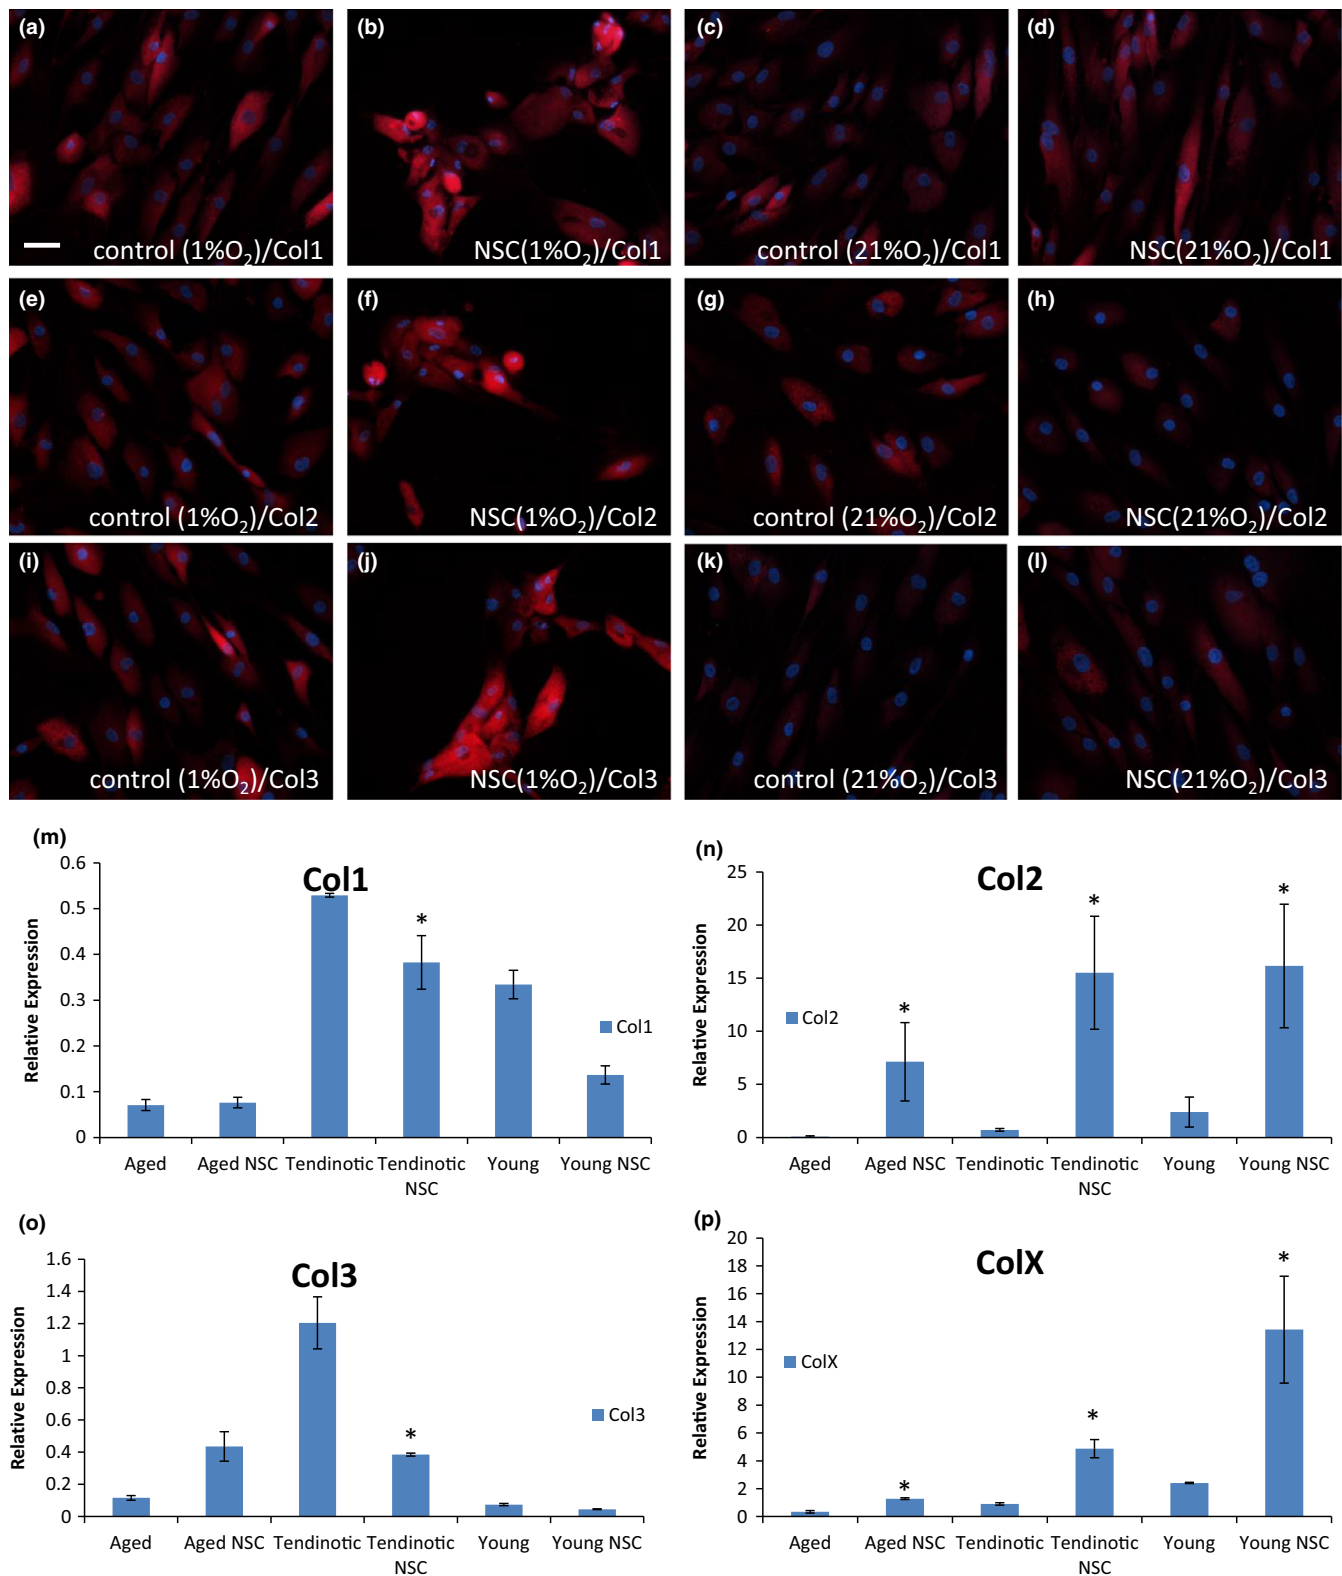 (a) (b) (c) (d)
control (1%O₂)/Col1 NSC(1%O₂)/Col1 control (21%O₂)/Col1 NSC(21%O₂)/Col1
(e) (f) (g) (h)
control (1%O₂)/Col2 NSC(1%O₂)/Col2 control (21%O₂)/Col2 NSC(21%O₂)/Col2
(i) (j) (k) (l)
control (1%O₂)/Col3 NSC(1%O₂)/Col3 control (21%O₂)/Col3 NSC(21%O₂)/Col3
(m)
Col1
Relative Expression
0.6
0.5
0.4
0.3
0.2
0.1
0
*
Col1
Aged Aged NSC Tendinotic Tendinotic Young Young NSC
NSC
(n)
Col2
Relative Expression
25
20
15
10
5
0
* * *
Col2
Aged Aged NSC Tendinotic Tendinotic Young Young NSC
NSC
(o)
Col3
Relative Expression
1.6
1.4
1.2
1
0.8
0.6
0.4
0.2
0
*
Col3
Aged Aged NSC Tendinotic Tendinotic Young Young NSC
NSC
(p)
ColX
Relative Expression
20
18
16
14
12
10
8
6
4
2
0
* * *
ColX
Aged Aged NSC Tendinotic Tendinotic Young Young NSC
NSC